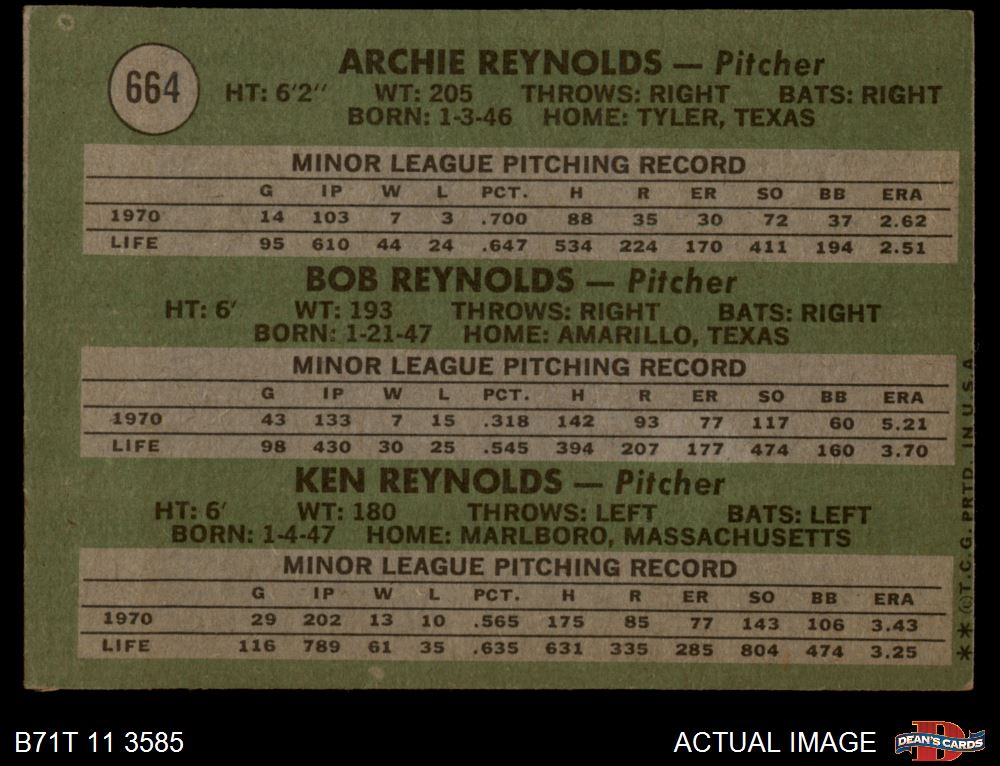 664
ARCHIE REYNOLDS — Pitcher
HT: 6'2" WT: 205 THROWS: RIGHT BATS: RIGHT
BORN: 1-3-46 HOME: TYLER, TEXAS
MINOR LEAGUE PITCHING RECORD
G IP W L PCT. H R ER SO BB ERA
1970 14 103 7 3 .700 88 35 30 72 37 2.62
LIFE 95 610 44 24 .647 534 224 170 411 194 2.51
BOB REYNOLDS — Pitcher
HT: 6' WT: 193 THROWS: RIGHT BATS: RIGHT
BORN: 1-21-47 HOME: AMARILLO, TEXAS
MINOR LEAGUE PITCHING RECORD
G IP W L PCT. H R ER SO BB ERA
1970 43 133 7 15 .318 142 93 77 117 60 5.21
LIFE 98 430 30 25 .545 394 207 177 474 160 3.70
KEN REYNOLDS — Pitcher
HT: 6' WT: 180 THROWS: LEFT BATS: LEFT
BORN: 1-4-47 HOME: MARLBORO, MASSACHUSETTS
MINOR LEAGUE PITCHING RECORD
G IP W L PCT. H R ER SO BB ERA
1970 29 202 13 10 .565 175 85 77 143 106 3.43
LIFE 116 789 61 35 .635 631 335 285 804 474 3.25
* * © T.C.G. PRTD. IN U.S.A.
B71T 11 3585
ACTUAL IMAGE
D
DEAN'S CARDS